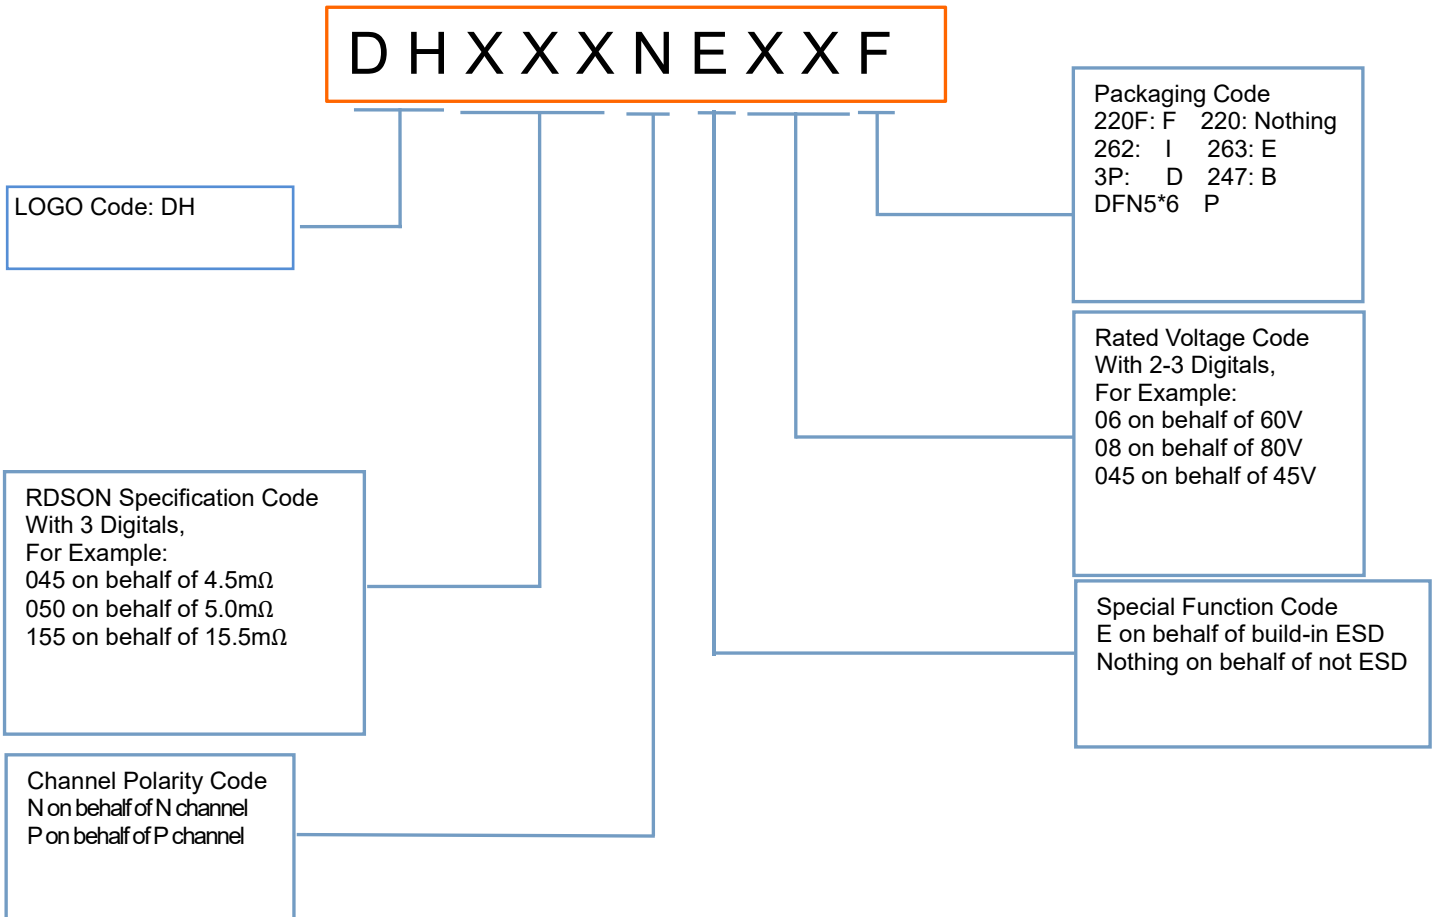 D H X X X N E X X F
LOGO Code: DH
RDSON Specification Code
With 3 Digitals,
For Example:
045 on behalf of 4.5mΩ
050 on behalf of 5.0mΩ
155 on behalf of 15.5mΩ
Channel Polarity Code
N on behalf of N channel
P on behalf of P channel
Packaging Code
220F: F 220: Nothing
262: I 263: E
3P: D 247: B
DFN5*6 P
Rated Voltage Code
With 2-3 Digitals,
For Example:
06 on behalf of 60V
08 on behalf of 80V
045 on behalf of 45V
Special Function Code
E on behalf of build-in ESD
Nothing on behalf of not ESD